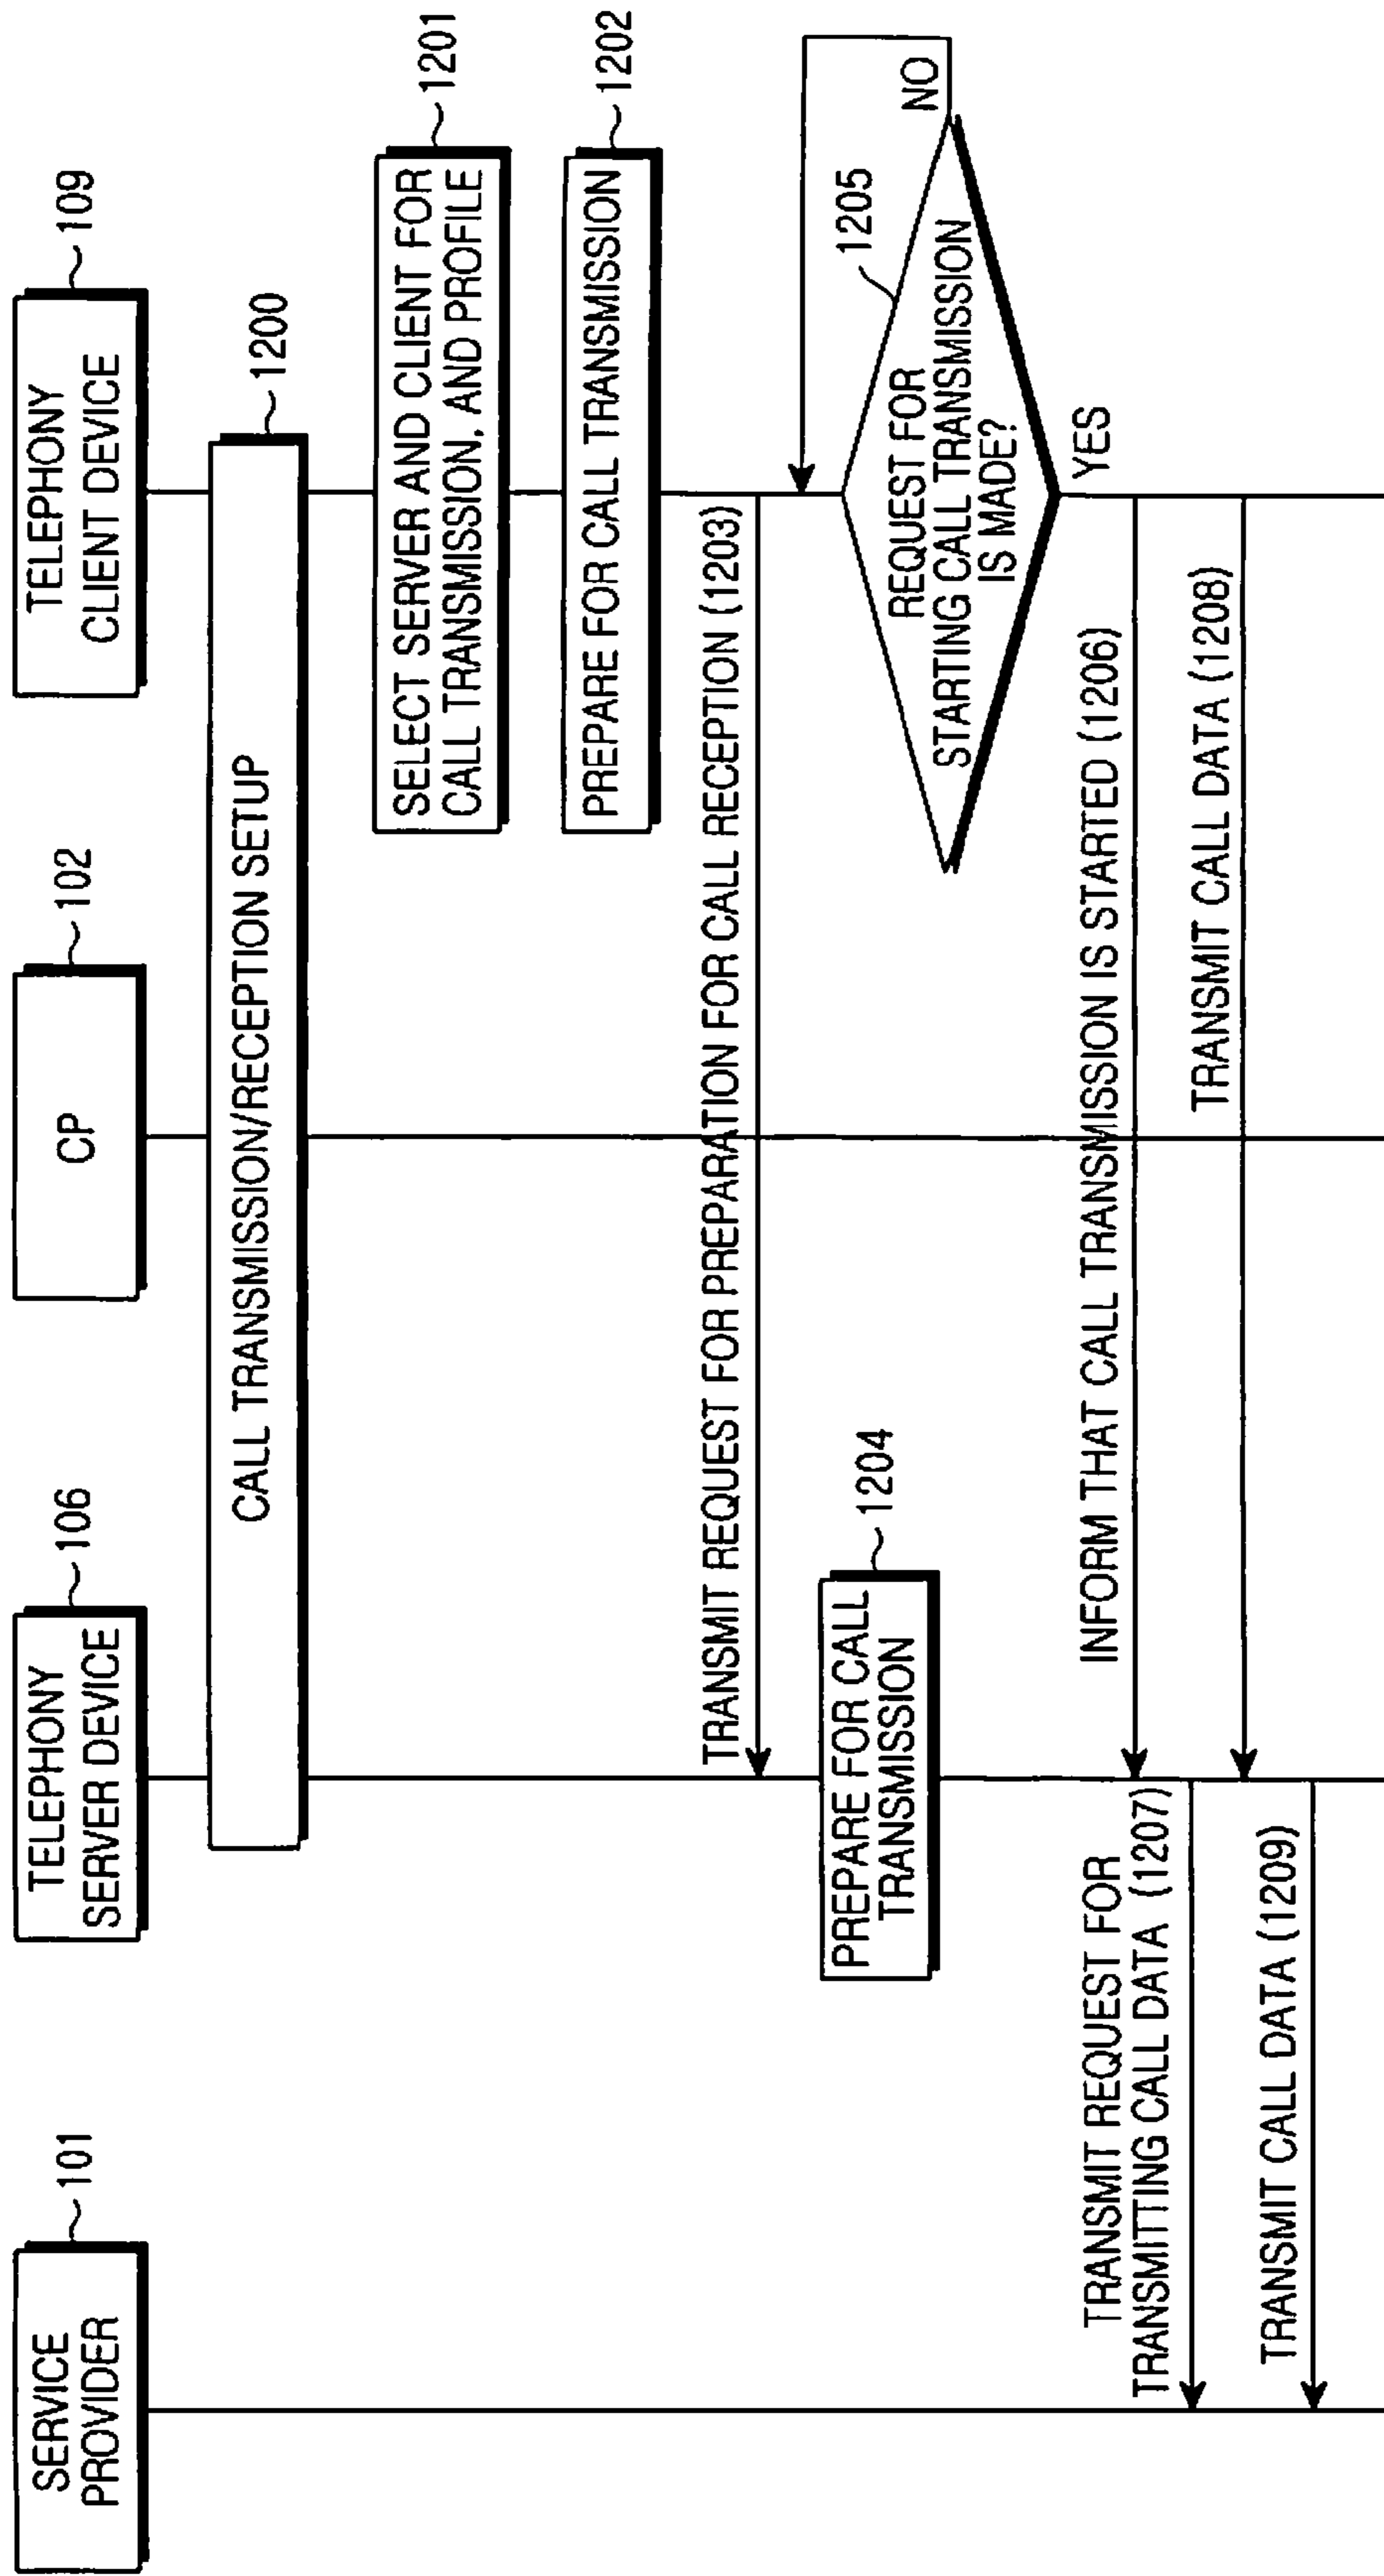 SERVICE
PROVIDER
101
TELEPHONY
SERVER DEVICE
106
CP
102
TELEPHONY
CLIENT DEVICE
109
CALL TRANSMISSION/RECEPTION SETUP
1200
SELECT SERVER AND CLIENT FOR
CALL TRANSMISSION, AND PROFILE
1201
PREPARE FOR CALL TRANSMISSION
1202
TRANSMIT REQUEST FOR PREPARATION FOR CALL RECEPTION (1203)
PREPARE FOR CALL
TRANSMISSION
1204
REQUEST FOR
STARTING CALL TRANSMISSION
IS MADE?
1205
NO
YES
INFORM THAT CALL TRANSMISSION IS STARTED (1206)
TRANSMIT REQUEST FOR
TRANSMITTING CALL DATA (1207)
TRANSMIT CALL DATA (1208)
TRANSMIT CALL DATA (1209)